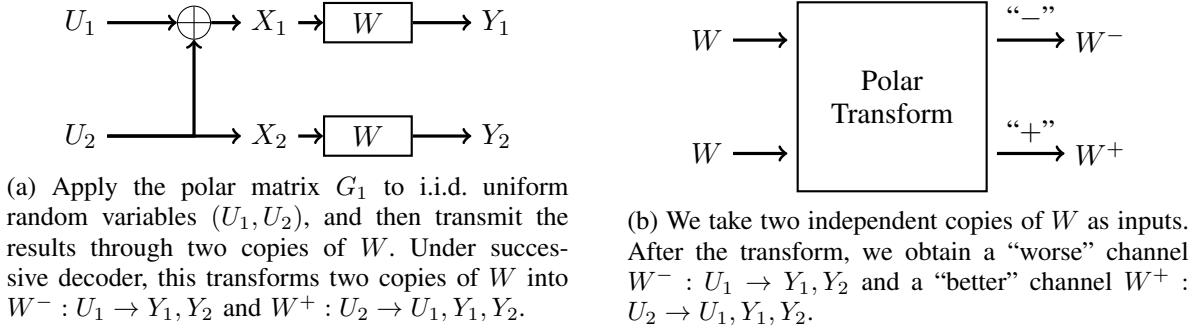 U₁ X₁ W Y₁
U₂ X₂ W Y₂
(a) Apply the polar matrix G₁ to i.i.d. uniform
random variables (U₁, U₂), and then transmit the
results through two copies of W. Under succes-
sive decoder, this transforms two copies of W into
W⁻ : U₁ → Y₁, Y₂ and W⁺ : U₂ → U₁, Y₁, Y₂.
W “−” W⁻
Polar
Transform
W “+” W⁺
(b) We take two independent copies of W as inputs.
After the transform, we obtain a “worse” channel
W⁻ : U₁ → Y₁, Y₂ and a “better” channel W⁺ :
U₂ → U₁, Y₁, Y₂.